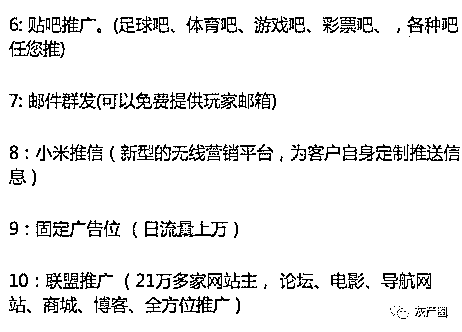 6: 贴吧推广。(足球吧、体育吧、游戏吧、彩票吧、，各种吧
任您推)
7: 邮件群发(可以免费提供玩家邮箱)
8：小米推信（新型的无线营销平台，为客户自身定制推送信
息）
9：固定广告位 （日流量上万）
10：联盟推广 （21万多家网站主， 论坛、电影、导航网
站、商城、博客、全方位推广）
灰产圈